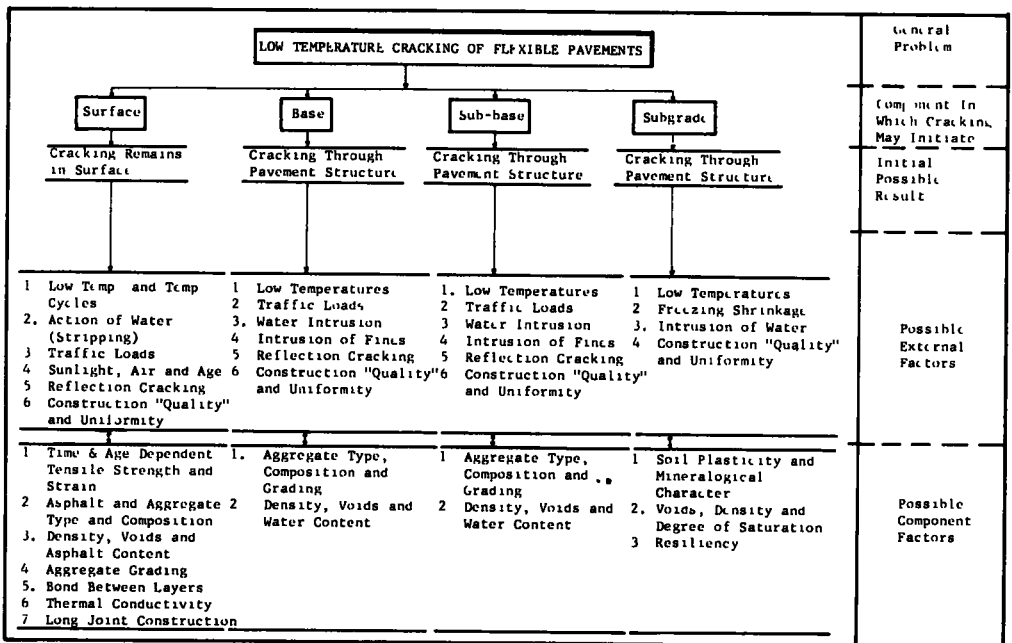 LOW TEMPERATURE CRACKING OF FLEXIBLE PAVEMENTS
General
Problem
Surface
Base
Sub-base
Subgrade
Component In
Which Cracking
May Initiate
Cracking Remains
in Surface
Cracking Through
Pavement Structure
Cracking Through
Pavement Structure
Cracking Through
Pavement Structure
Initial
Possible
Result
1 Low Temp and Temp
Cycles
2. Action of Water
(Stripping)
3 Traffic Loads
4 Sunlight, Air and Age
5 Reflection Cracking
6 Construction "Quality"
and Uniformity
1 Low Temperatures
2 Traffic Loads
3. Water Intrusion
4 Intrusion of Fines
5 Reflection Cracking
6 Construction "Quality"
and Uniformity
1. Low Temperatures
2 Traffic Loads
3 Water Intrusion
4 Intrusion of Fines
5 Reflection Cracking
6 Construction "Quality"
and Uniformity
1 Low Temperatures
2 Freezing Shrinkage
3. Intrusion of Water
4 Construction "Quality"
and Uniformity
Possible
External
Factors
1 Time & Age Dependent
Tensile Strength and
Strain
2 Asphalt and Aggregate
Type and Composition
3. Density, Voids and
Asphalt Content
4 Aggregate Grading
5. Bond Between Layers
6 Thermal Conductivity
7 Long Joint Construction
1. Aggregate Type,
Composition and
Grading
2 Density, Voids and
Water Content
1 Aggregate Type,
Composition and
Grading
2 Density, Voids and
Water Content
1 Soil Plasticity and
Mineralogical
Character
2. Voids, Density and
Degree of Saturation
3 Resiliency
Possible
Component
Factors